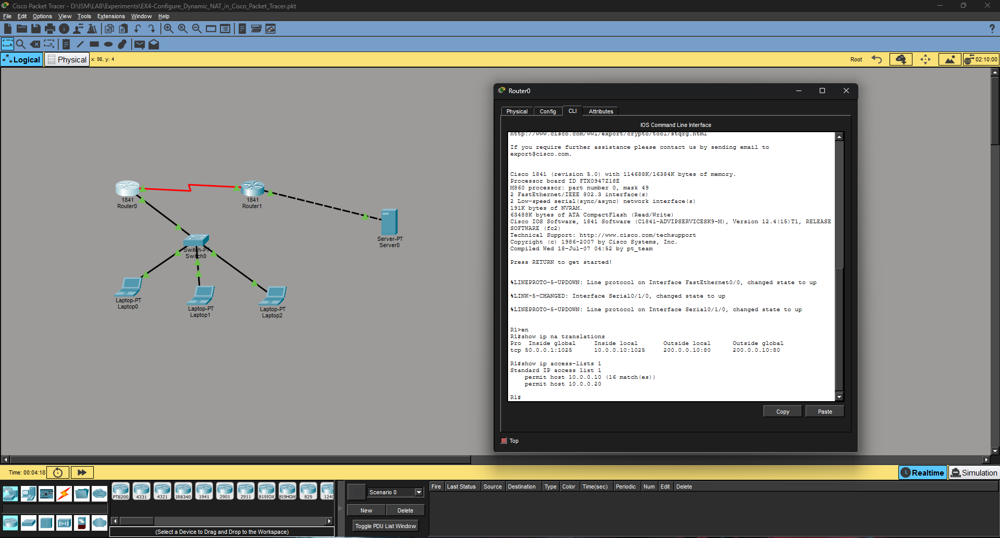 Cisco Packet Tracer - D:\ISM\LAB\Experiments\EX4-Configure_Dynamic_NAT_in_Cisco_Packet_Tracer.pkt
File Edit Options View Tools Extensions Window Help
?
Logical Physical x: 98, y: 4 Root 02:10:00
Router0
Physical Config CLI Attributes
IOS Command Line Interface
http://www.cisco.com/wwl/export/crypto/tool/stqrg.html
If you require further assistance please contact us by sending email to
export@cisco.com.
Cisco 1841 (revision 5.0) with 114688K/16384K bytes of memory.
Processor board ID FTX0947Z18E
M860 processor: part number 0, mask 49
2 FastEthernet/IEEE 802.3 interface(s)
2 Low-speed serial(sync/async) network interface(s)
191K bytes of NVRAM.
63488K bytes of ATA CompactFlash (Read/Write)
Cisco IOS Software, 1841 Software (C1841-ADVIPSERVICESK9-M), Version 12.4(15)T1, RELEASE
SOFTWARE (fc2)
Technical Support: http://www.cisco.com/techsupport
Copyright (c) 1986-2007 by Cisco Systems, Inc.
Compiled Wed 18-Jul-07 04:52 by pt_team
Press RETURN to get started!
%LINEPROTO-5-UPDOWN: Line protocol on Interface FastEthernet0/0, changed state to up
%LINK-5-CHANGED: Interface Serial0/1/0, changed state to up
%LINEPROTO-5-UPDOWN: Line protocol on Interface Serial0/1/0, changed state to up
R1>en
R1#show ip na translations
Pro Inside global Inside local Outside local Outside global
tcp 50.0.0.1:1025 10.0.0.10:1025 200.0.0.10:80 200.0.0.10:80
R1#show ip access-lists 1
Standard IP access list 1
permit host 10.0.0.10 (16 match(es))
permit host 10.0.0.20
R1#
Copy Paste
Top
1841
Router0
1841
Router1
Server-PT
Server0
Switch-PT
Switch0
Laptop-PT
Laptop0
Laptop-PT
Laptop1
Laptop-PT
Laptop2
Time: 00:04:18 Realtime Simulation
PT8200 4331 4321 IR8340 1941 2901 2911 819IOX 819HGW 829 1240
(Select a Device to Drag and Drop to the Workspace)
Scenario 0
New Delete
Toggle PDU List Window
Fire Last Status Source Destination Type Color Time(sec) Periodic Num Edit Delete